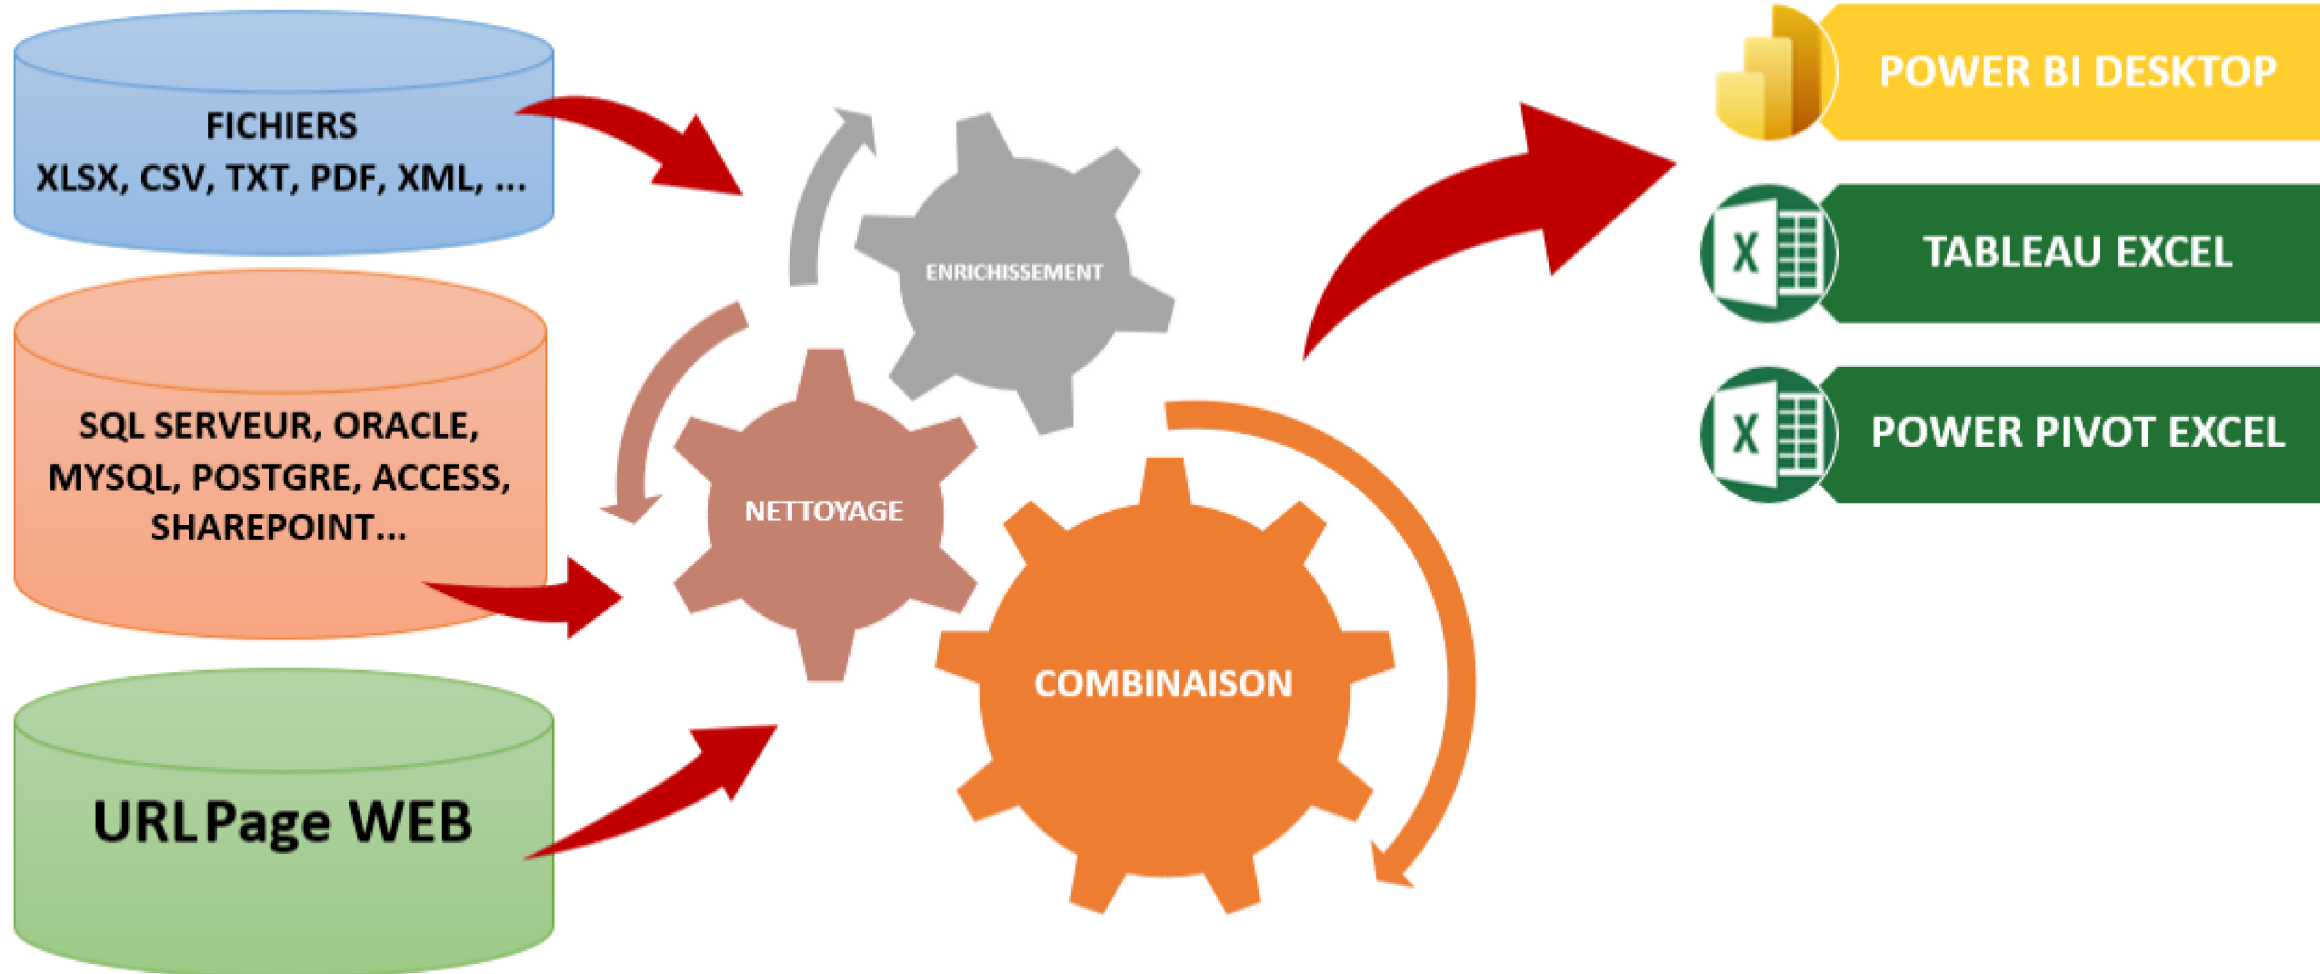 FICHIERS
XLSX, CSV, TXT, PDF, XML, ...
SQL SERVEUR, ORACLE,
MYSQL, POSTGRE, ACCESS,
SHAREPOINT...
URL Page WEB
ENRICHISSEMENT
NETTOYAGE
COMBINAISON
POWER BI DESKTOP
X
TABLEAU EXCEL
X
POWER PIVOT EXCEL